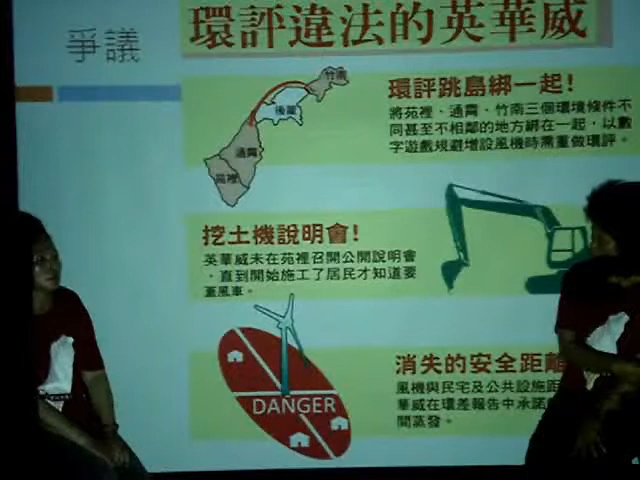 爭議
環評違法的英華威
竹南
後龍
通霄
苑裡
環評跳島綁一起!
將苑裡、通霄、竹南三個環境條件不
同甚至不相鄰的地方綁在一起，以數
字遊戲規避增設風機時需重做環評。
挖土機說明會!
英華威未在苑裡召開公開說明會
，直到開始施工了居民才知道要
蓋風車。
消失的安全距離
風機與民宅及公共設施距
華威在環差報告中承諾
間蒸發。
DANGER